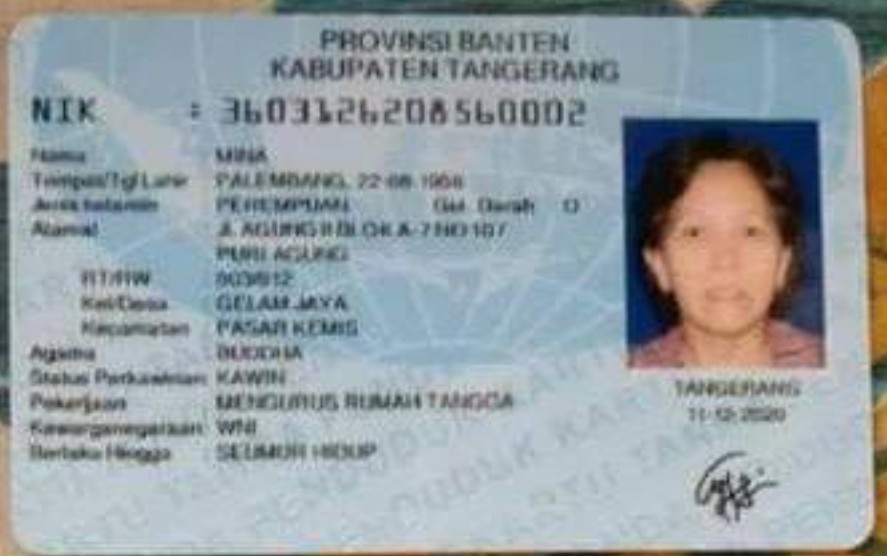 PROVINSI BANTEN
KABUPATEN TANGERANG
NIK : 3603126208560002
Nama : MINA
Tempat/Tgl Lahir : PALEMBANG, 22-08-1956
Jenis kelamin : PEREMPUAN Gol. Darah O
Alamat : JL AGUNG II BLOK A-7 NO 107
PURI AGUNG
RT/RW : 003/012
Kel/Desa : GELAM JAYA
Kecamatan : PASAR KEMIS
Agama : BUDDHA
Status Perkawinan: KAWIN
Pekerjaan : MENGURUS RUMAH TANGGA
Kewarganegaraan: WNI
Berlaku Hingga : SEUMUR HIDUP
TANGERANG
11-12-2020